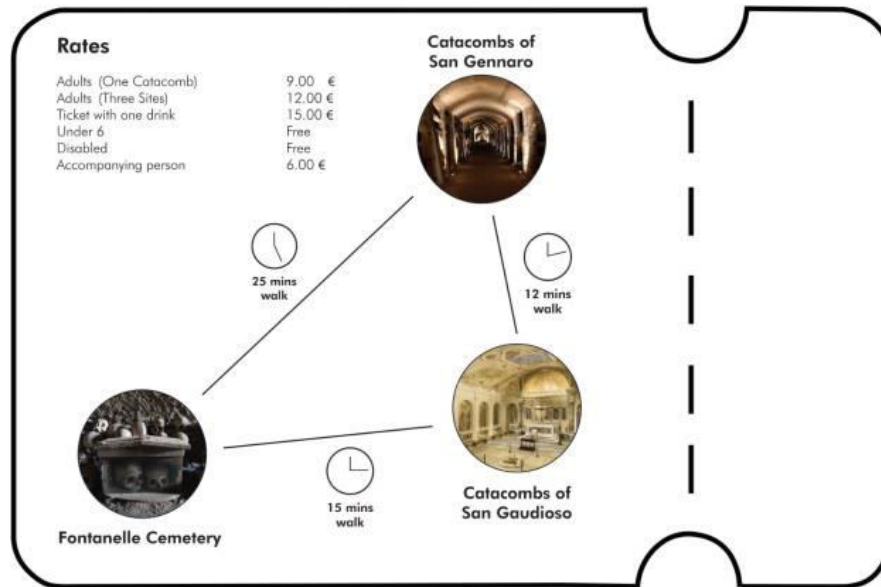 Rates
Adults (One Catacomb) 9.00 €
Adults (Three Sites) 12.00 €
Ticket with one drink 15.00 €
Under 6 Free
Disabled Free
Accompanying person 6.00 €
Catacombs of
San Gennaro
25 mins
walk
12 mins
walk
15 mins
walk
Catacombs of
San Gaudioso
Fontanelle Cemetery